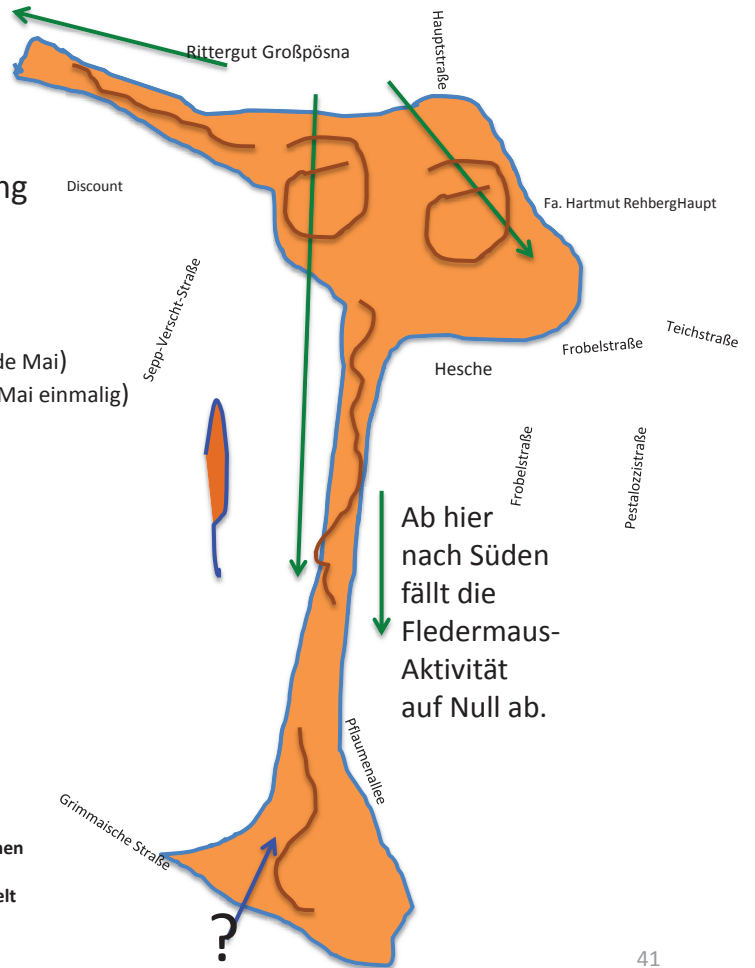 Rittergut Großpösna
Hauptstraße
ng
Discount
Fa. Hartmut RehbergHaupt
Sepp-Verscht-Straße
Teichstraße
Frobelstraße
de Mai)
Hesche
Mai einmalig)
Frobelstraße
Pestalozzistraße
Ab hier
nach Süden
fällt die
Fledermaus-
Aktivität
auf Null ab.
Pflaumenallee
Grimmaische Straße
nen
elt
?
41